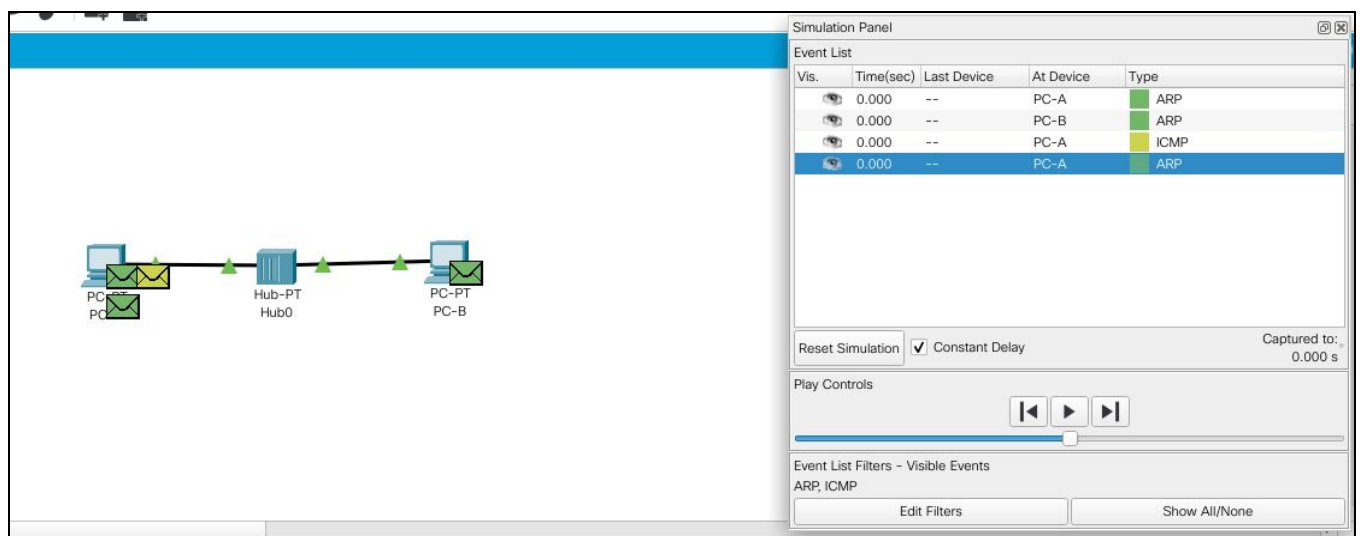 Simulation Panel
Event List
Vis. Time(sec) Last Device At Device Type
0.000 -- PC-A ARP
0.000 -- PC-B ARP
0.000 -- PC-A ICMP
0.000 -- PC-A ARP
Reset Simulation Constant Delay Captured to:
0.000 s
Play Controls
Event List Filters - Visible Events
ARP, ICMP
Edit Filters Show All/None
Hub-PT
Hub0
PC-PT
PC-B